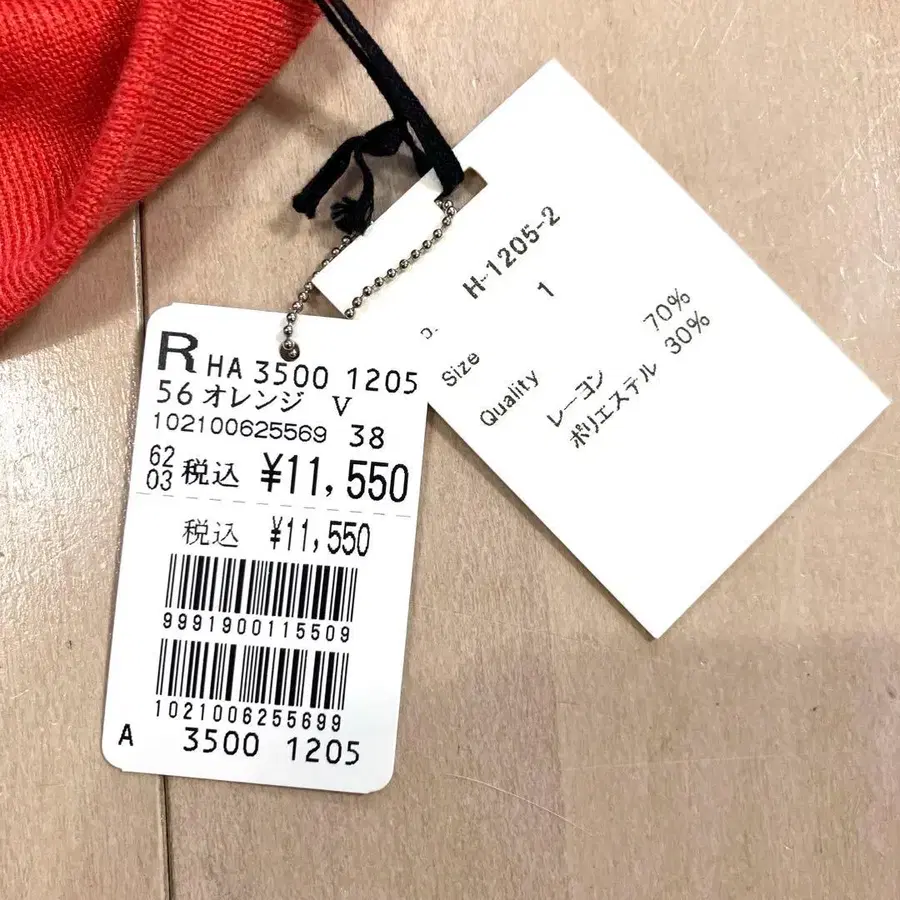 R HA 3500 1205
56 オレンジ V
102100625569 38
62 03 税込 ¥11,550
税込 ¥11,550
9991900115509
1021006255699
A 3500 1205
H-1205-2
Size 1
Quality
レーヨン 70%
ポリエステル 30%